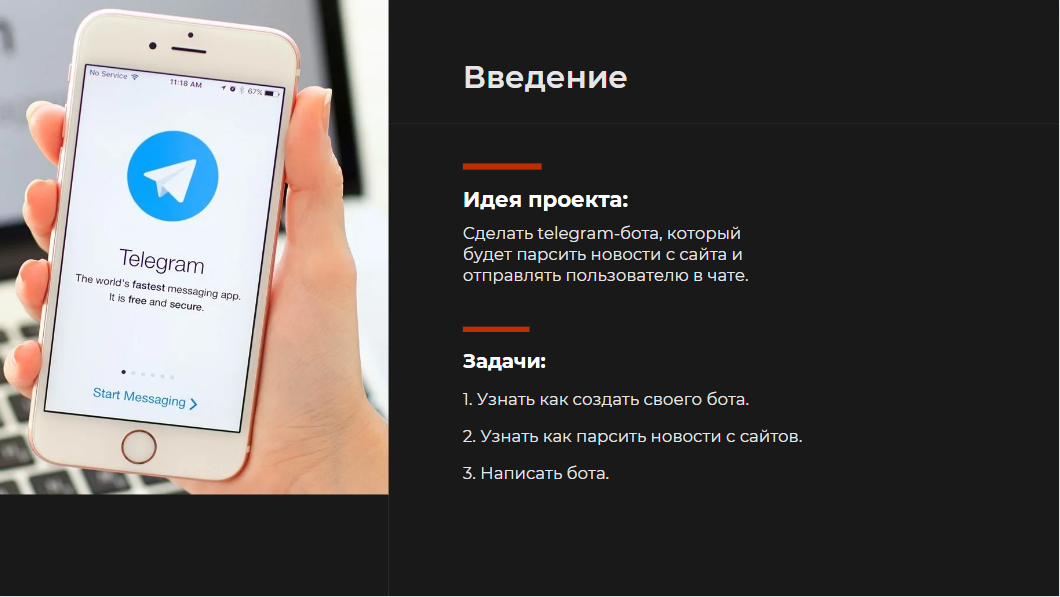 No Service
11:18 AM
67%
Telegram
The world's fastest messaging app.
It is free and secure.
Start Messaging
Введение
Идея проекта:
Сделать telegram-бота, который
будет парсить новости с сайта и
отправлять пользователю в чате.
Задачи:
1. Узнать как создать своего бота.
2. Узнать как парсить новости с сайтов.
3. Написать бота.